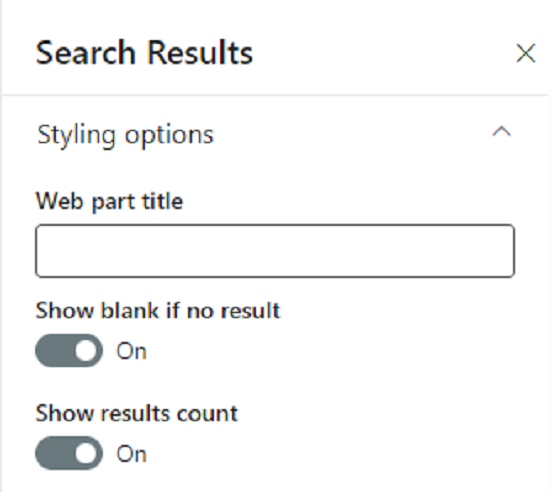 Search Results
Styling options
Web part title
Show blank if no result
On
Show results count
On